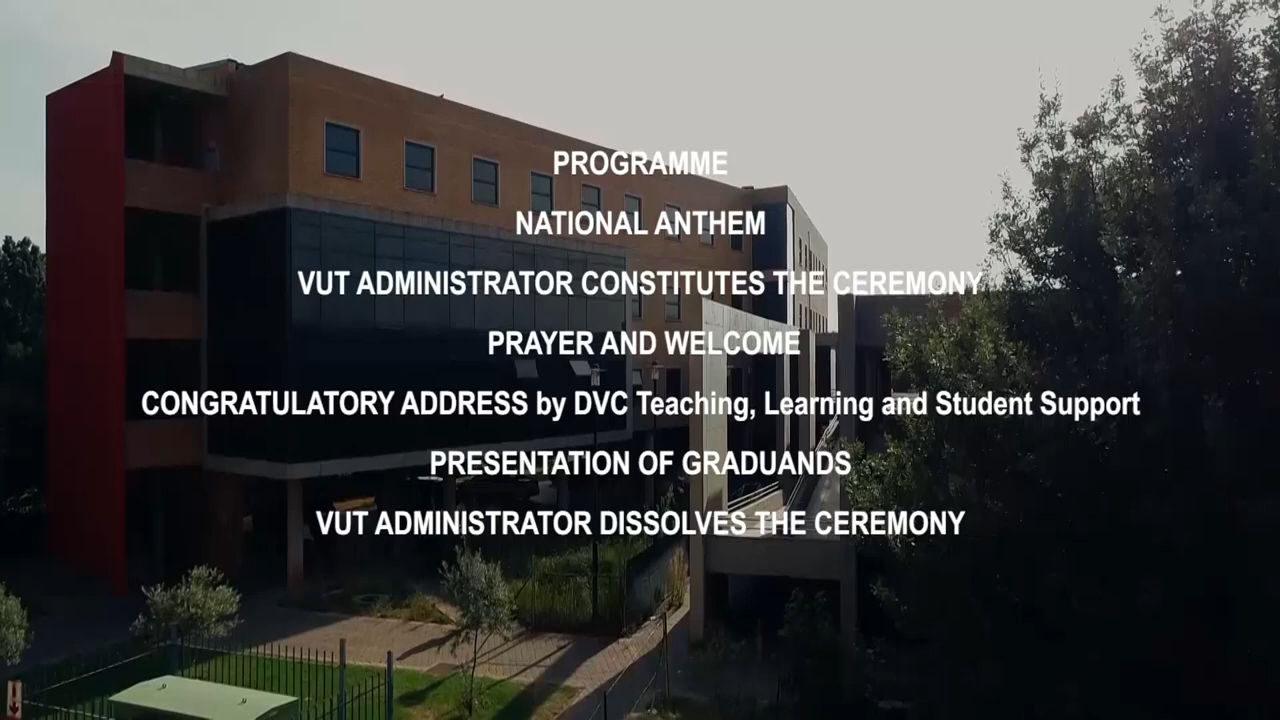 PROGRAMME
NATIONAL ANTHEM
VUT ADMINISTRATOR CONSTITUTES THE CEREMONY
PRAYER AND WELCOME
CONGRATULATORY ADDRESS by DVC Teaching, Learning and Student Support
PRESENTATION OF GRADUANDS
VUT ADMINISTRATOR DISSOLVES THE CEREMONY